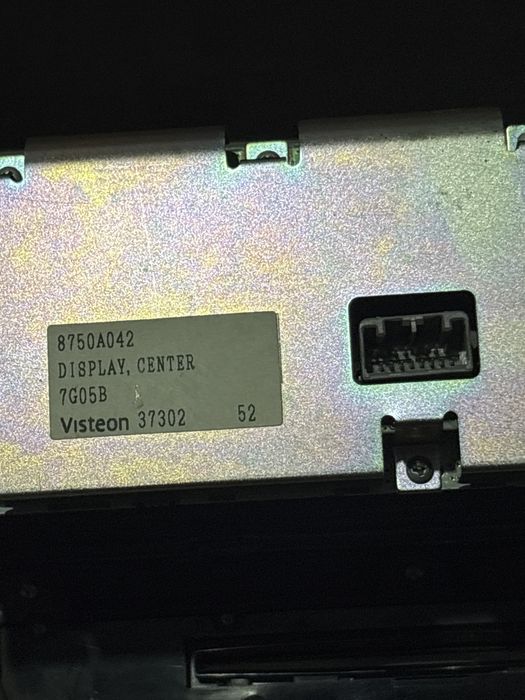 8750A042
DISPLAY, CENTER
7G05B
Visteon 37302 52